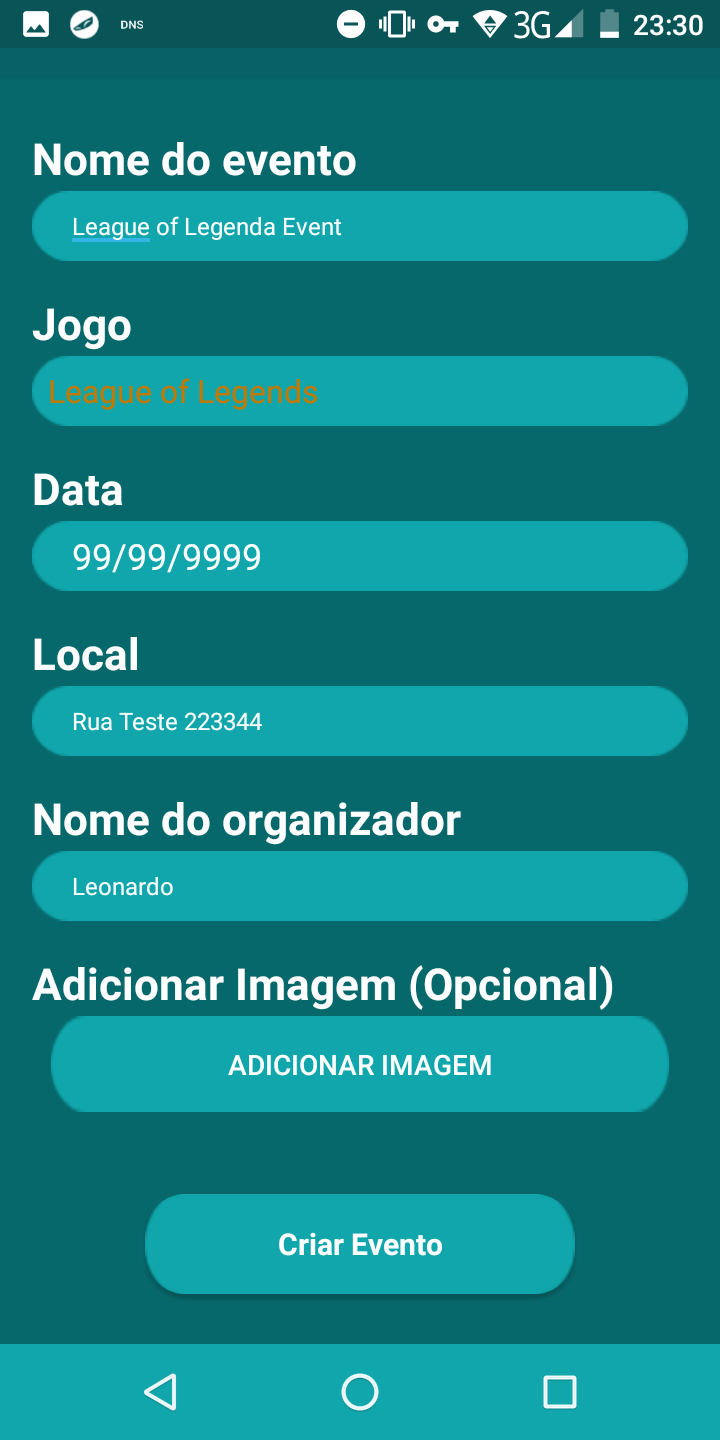 DNS 3G 23:30
Nome do evento
League of Legenda Event
Jogo
League of Legends
Data
99/99/9999
Local
Rua Teste 223344
Nome do organizador
Leonardo
Adicionar Imagem (Opcional)
ADICIONAR IMAGEM
Criar Evento